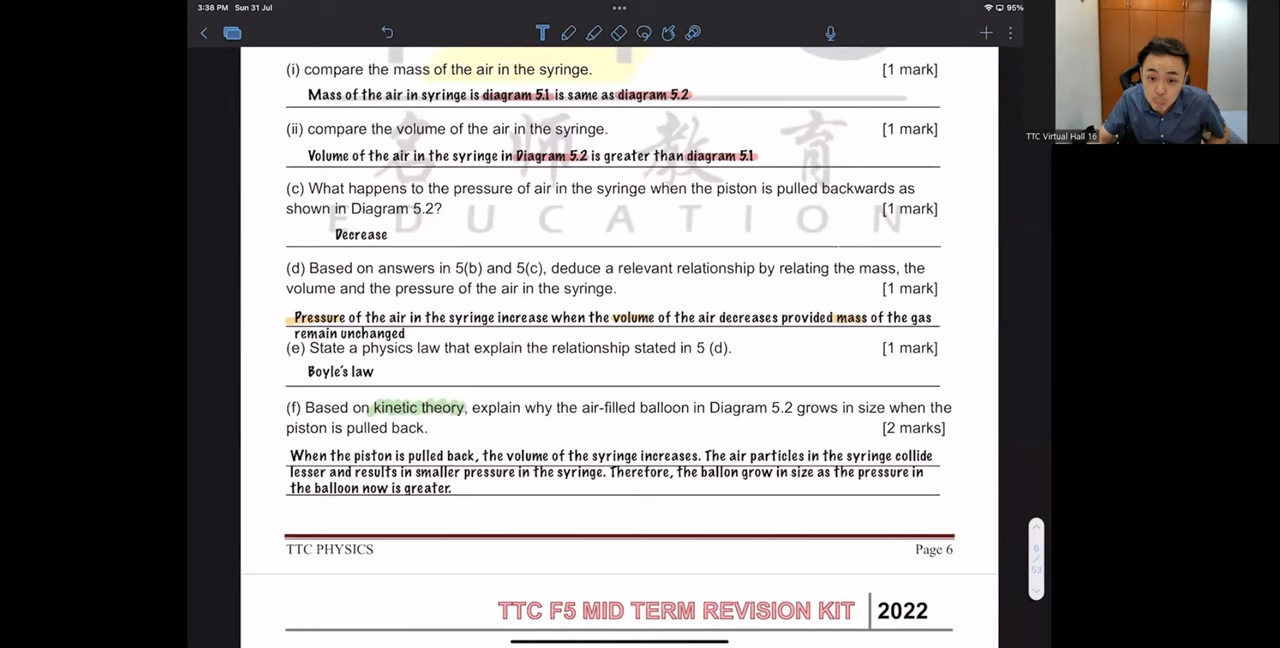 3:38 PM Sun 31 Jul
95%
(i) compare the mass of the air in the syringe. [1 mark]
Mass of the air in syringe is diagram 5.1 is same as diagram 5.2
TTC Virtual Hall 16
(ii) compare the volume of the air in the syringe. [1 mark]
名師教育
Volume of the air in the syringe in Diagram 5.2 is greater than diagram 5.1
(c) What happens to the pressure of air in the syringe when the piston is pulled backwards as
shown in Diagram 5.2? [1 mark]
EDUCATION
Decrease
(d) Based on answers in 5(b) and 5(c), deduce a relevant relationship by relating the mass, the
volume and the pressure of the air in the syringe. [1 mark]
Pressure of the air in the syringe increase when the volume of the air decreases provided mass of the gas
remain unchanged
(e) State a physics law that explain the relationship stated in 5 (d). [1 mark]
Boyle's law
(f) Based on kinetic theory, explain why the air-filled balloon in Diagram 5.2 grows in size when the
piston is pulled back. [2 marks]
When the piston is pulled back, the volume of the syringe increases. The air particles in the syringe collide
lesser and results in smaller pressure in the syringe. Therefore, the ballon grow in size as the pressure in
the balloon now is greater.
TTC PHYSICS Page 6
6
53
TTC F5 MID TERM REVISION KIT 2022